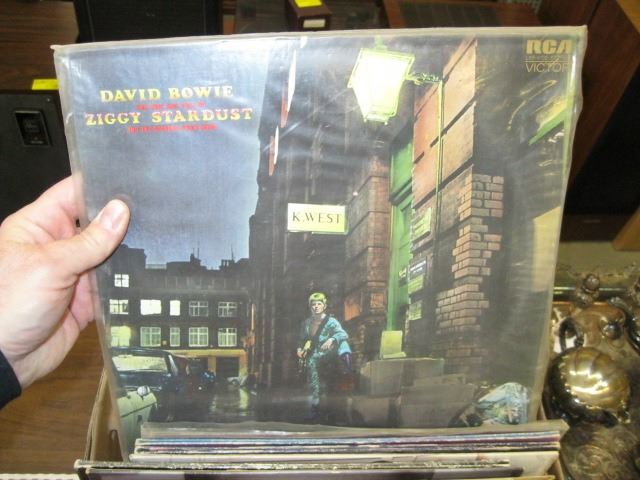 DAVID BOWIE
ZIGGY STARDUST
RCA
VICTOR
K.WEST